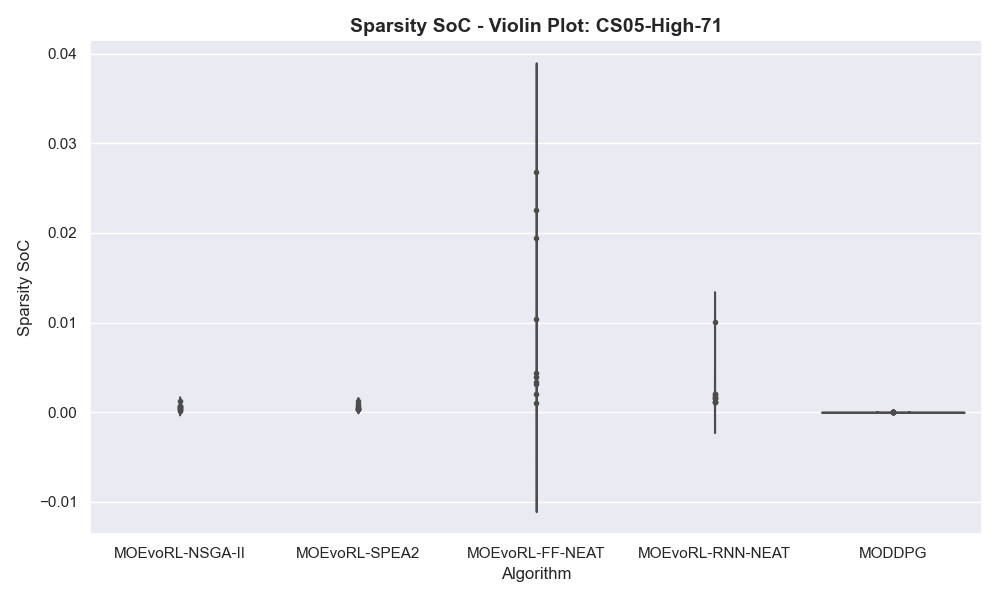 Sparsity SoC - Violin Plot: CS05-High-71
0.04
0.03
0.02
0.01
0.00
−0.01
Sparsity SoC
MOEvoRL-NSGA-II MOEvoRL-SPEA2 MOEvoRL-FF-NEAT MOEvoRL-RNN-NEAT MODDPG
Algorithm